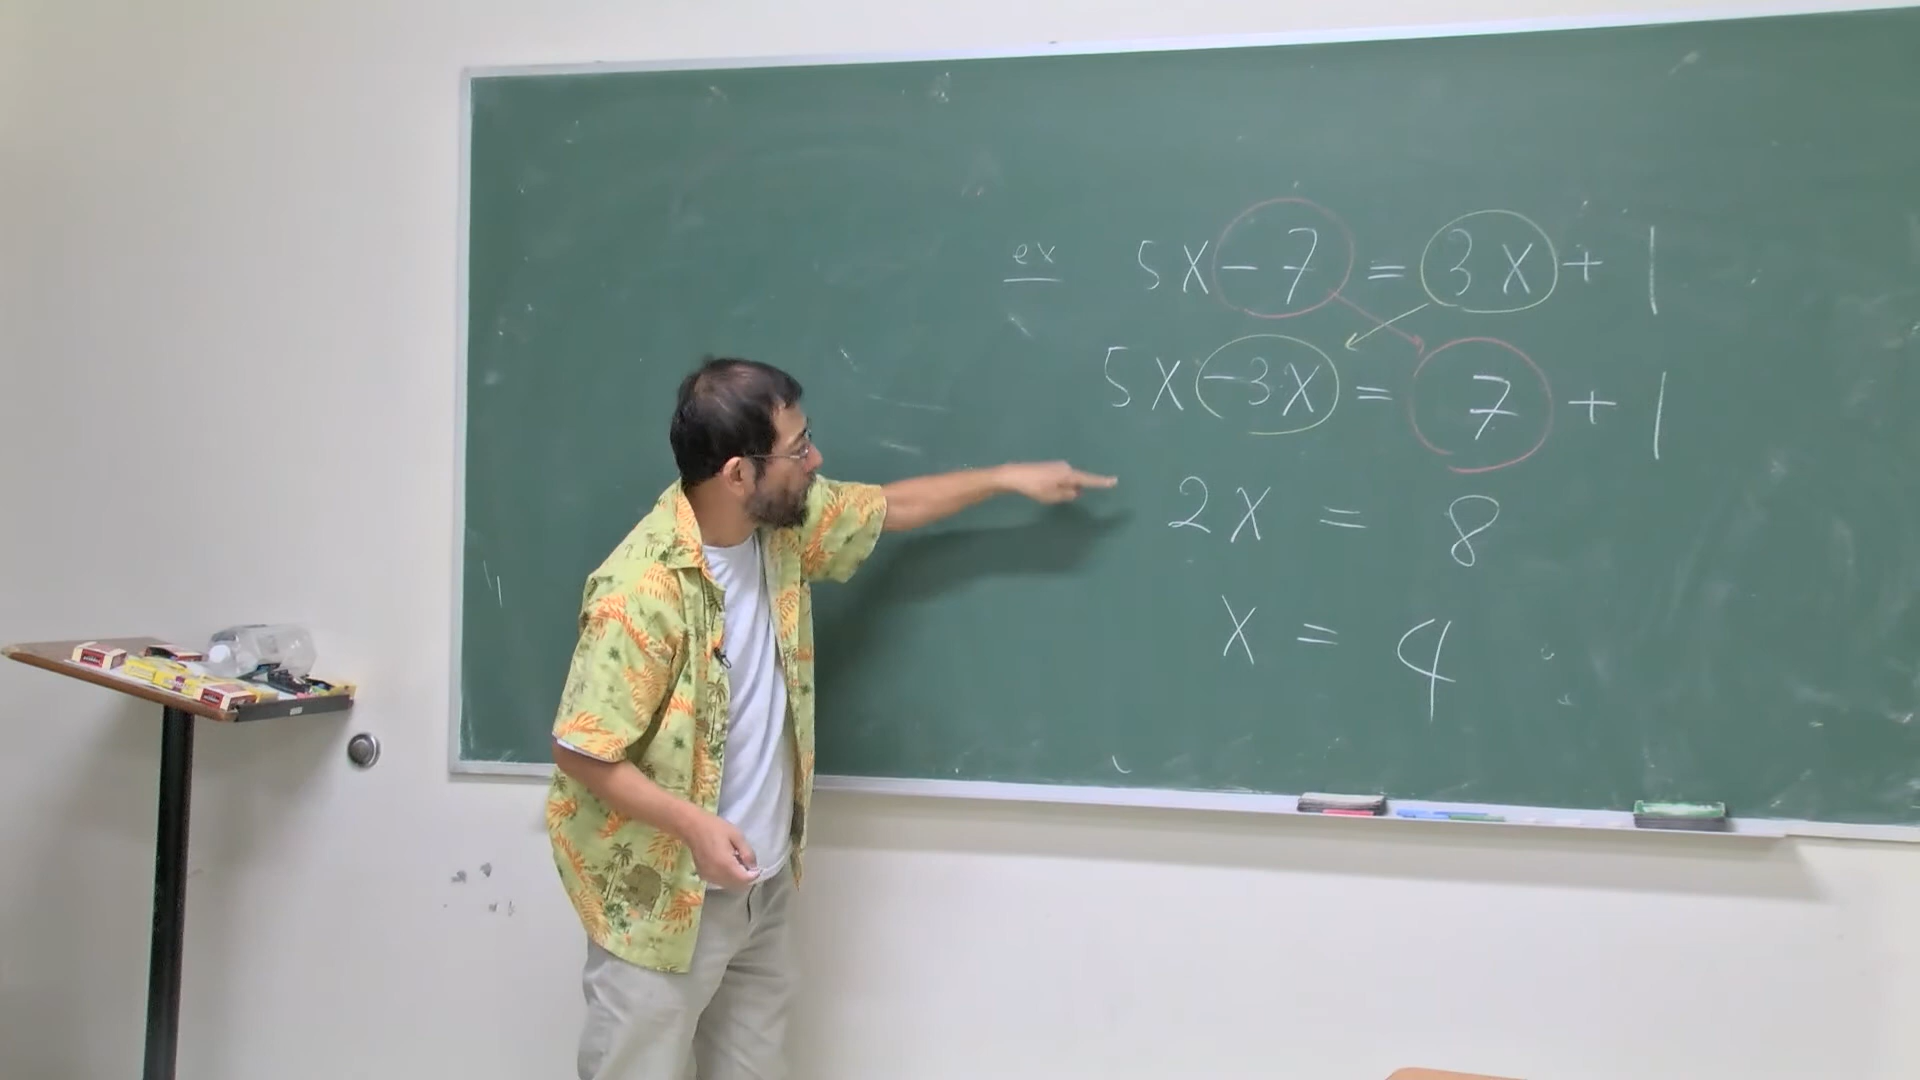 ex 5x - 7 = 3x + 1
5x - 3x = 7 + 1
2x = 8
x = 4